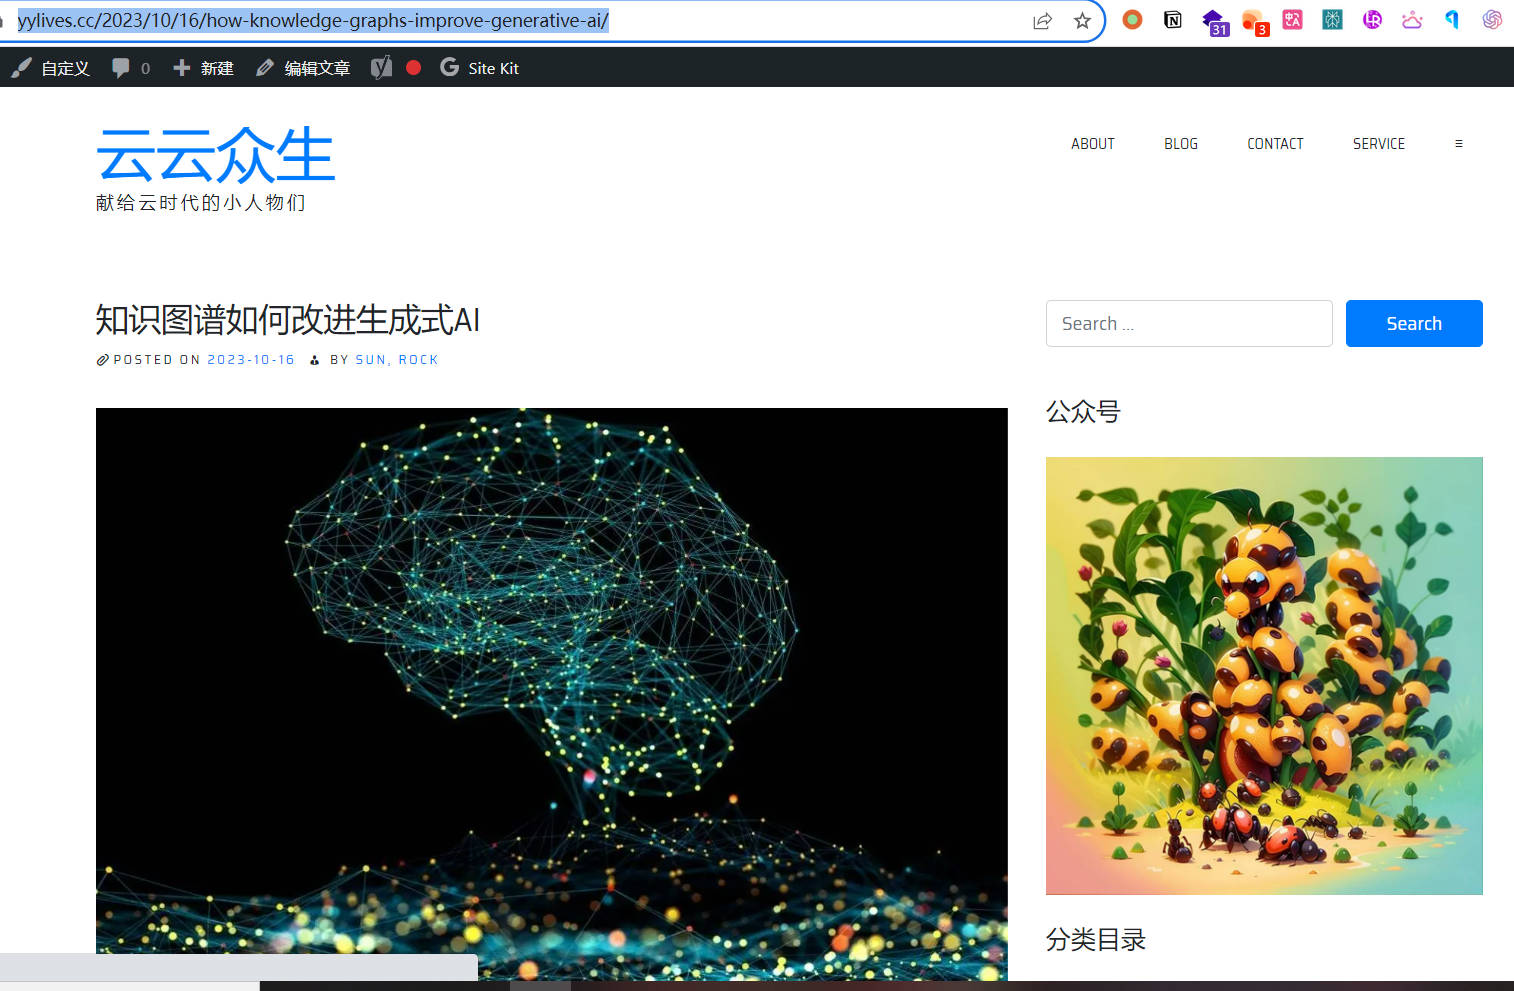 yylives.cc/2023/10/16/how-knowledge-graphs-improve-generative-ai/
31
3
自定义 0 新建 编辑文章 Site Kit
云云众生
献给云时代的小人物们
ABOUT BLOG CONTACT SERVICE
知识图谱如何改进生成式AI
POSTED ON 2023-10-16 BY SUN, ROCK
Search ...
Search
公众号
分类目录